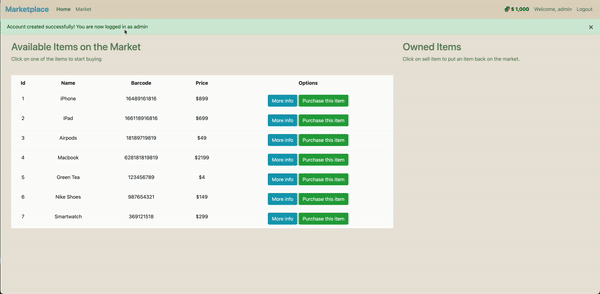 Marketplace Home Market $ 1,000 Welcome, admin Logout
Account created successfully! You are now logged in as admin ×
Available Items on the Market
Click on one of the items to start buying
Owned Items
Click on sell item to put an item back on the market.
Id Name Barcode Price Options
1 iPhone 16489161816 $899 More info Purchase this item
2 iPad 166118916816 $699 More info Purchase this item
3 Airpods 18189719819 $49 More info Purchase this item
4 Macbook 628181819819 $2199 More info Purchase this item
5 Green Tea 123456789 $4 More info Purchase this item
6 Nike Shoes 987654321 $149 More info Purchase this item
7 Smartwatch 369121518 $299 More info Purchase this item